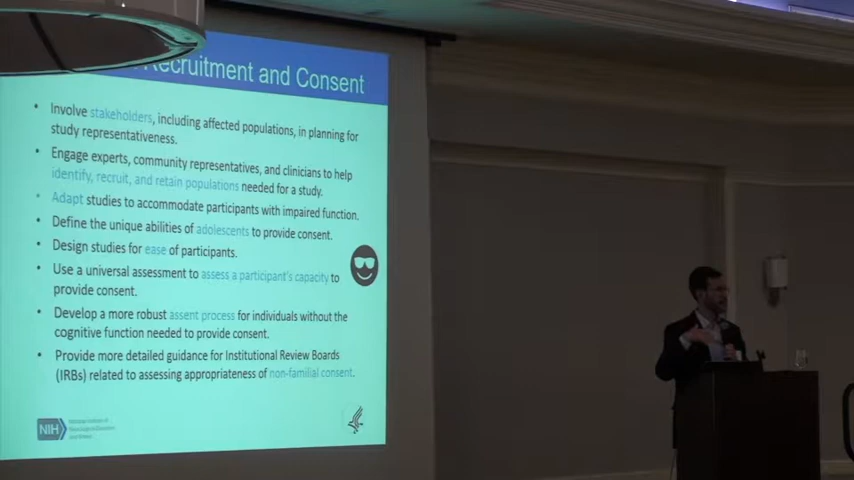 Recruitment and Consent
• Involve stakeholders, including affected populations, in planning for
study representativeness.
• Engage experts, community representatives, and clinicians to help
identify, recruit, and retain populations needed for a study.
• Adapt studies to accommodate participants with impaired function.
• Define the unique abilities of adolescents to provide consent.
• Design studies for ease of participants.
• Use a universal assessment to assess a participant's capacity to
provide consent.
• Develop a more robust assent process for individuals without the
cognitive function needed to provide consent.
• Provide more detailed guidance for Institutional Review Boards
(IRBs) related to assessing appropriateness of non-familial consent.
NIH